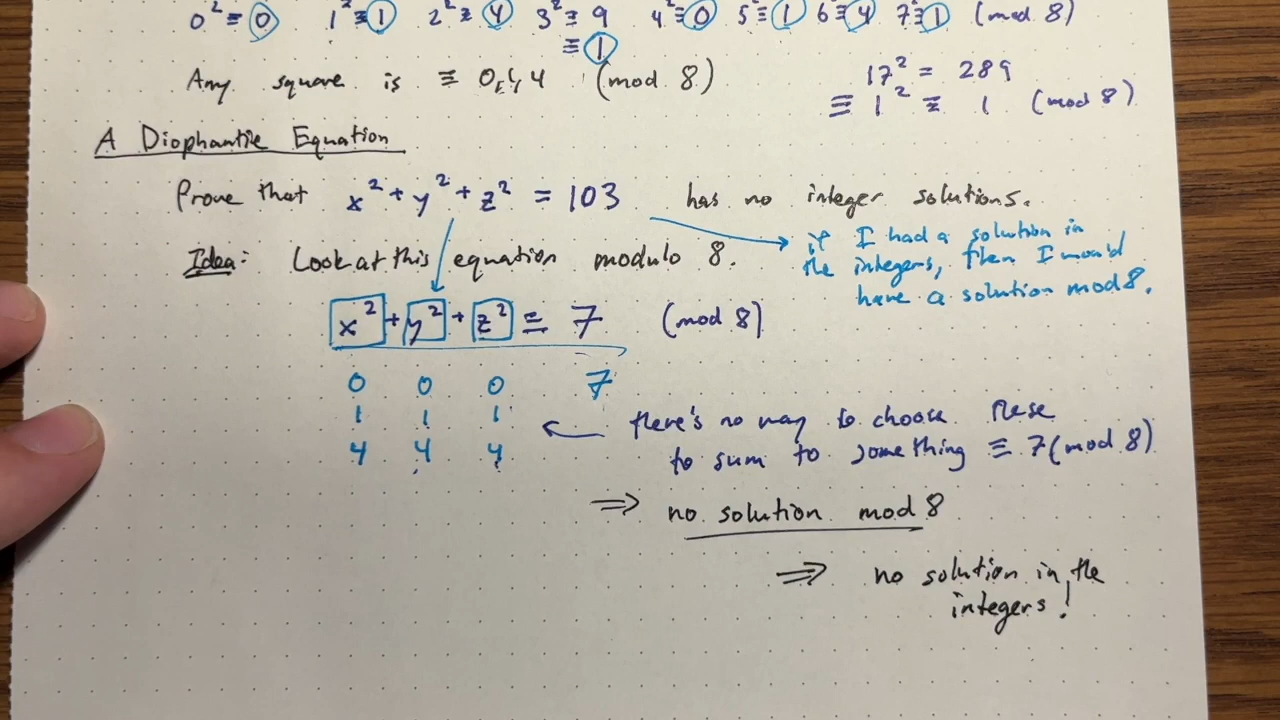 0² ≡ 0 1² ≡ 1 2² ≡ 4 3² ≡ 9 4² ≡ 0 5² ≡ 1 6² ≡ 4 7² ≡ 1 (mod 8)
≡ 1
Any square is ≡ 0, 1, 4 (mod 8)
17² = 289
≡ 1² ≡ 1 (mod 8)
A Diophantine Equation
Prove that x² + y² + z² = 103 has no integer solutions.
if I had a solution in
the integers, then I would
have a solution mod 8.
Idea: Look at this equation modulo 8.
x² + y² + z² ≡ 7 (mod 8)
0 0 0 7
1 1 1
4 4 4
← there's no way to choose these
to sum to something ≡ 7 (mod 8)
⇒ no solution mod 8
⇒ no solution in the
integers!